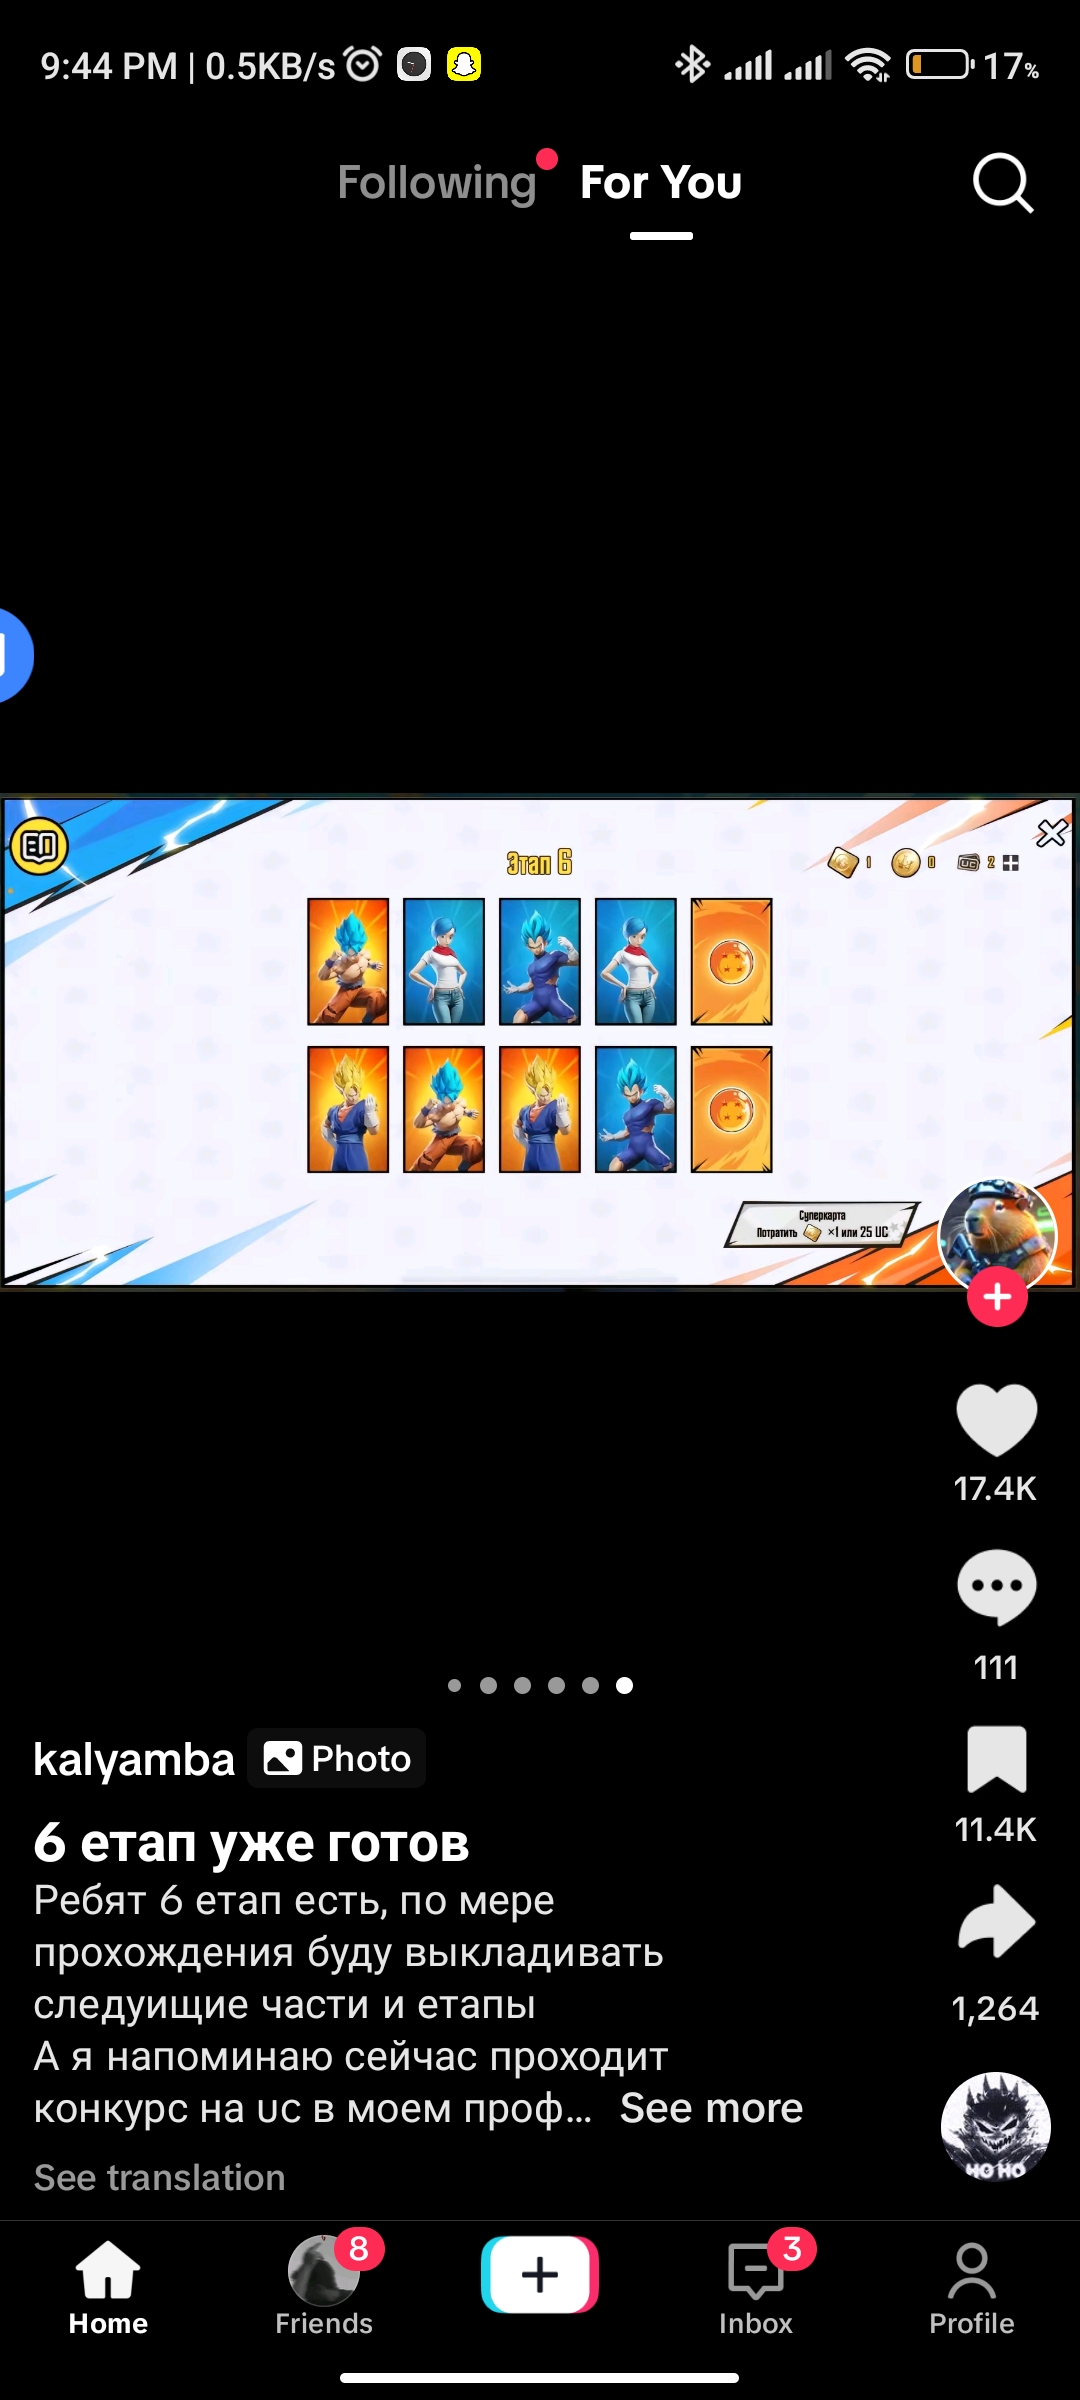 9:44 PM | 0.5KB/s
17%
Following
For You
Этап 6
1
0
UC
2
Суперкарта
Потратить ×1 или 25 UC
17.4K
111
11.4K
1,264
kalyamba
Photo
6 етап уже готов
Ребят 6 етап есть, по мере
прохождения буду выкладивать
следуищие части и етапы
А я напоминаю сейчас проходит
конкурс на uc в моем проф... See more
See translation
HO HO
8
3
Home
Friends
Inbox
Profile